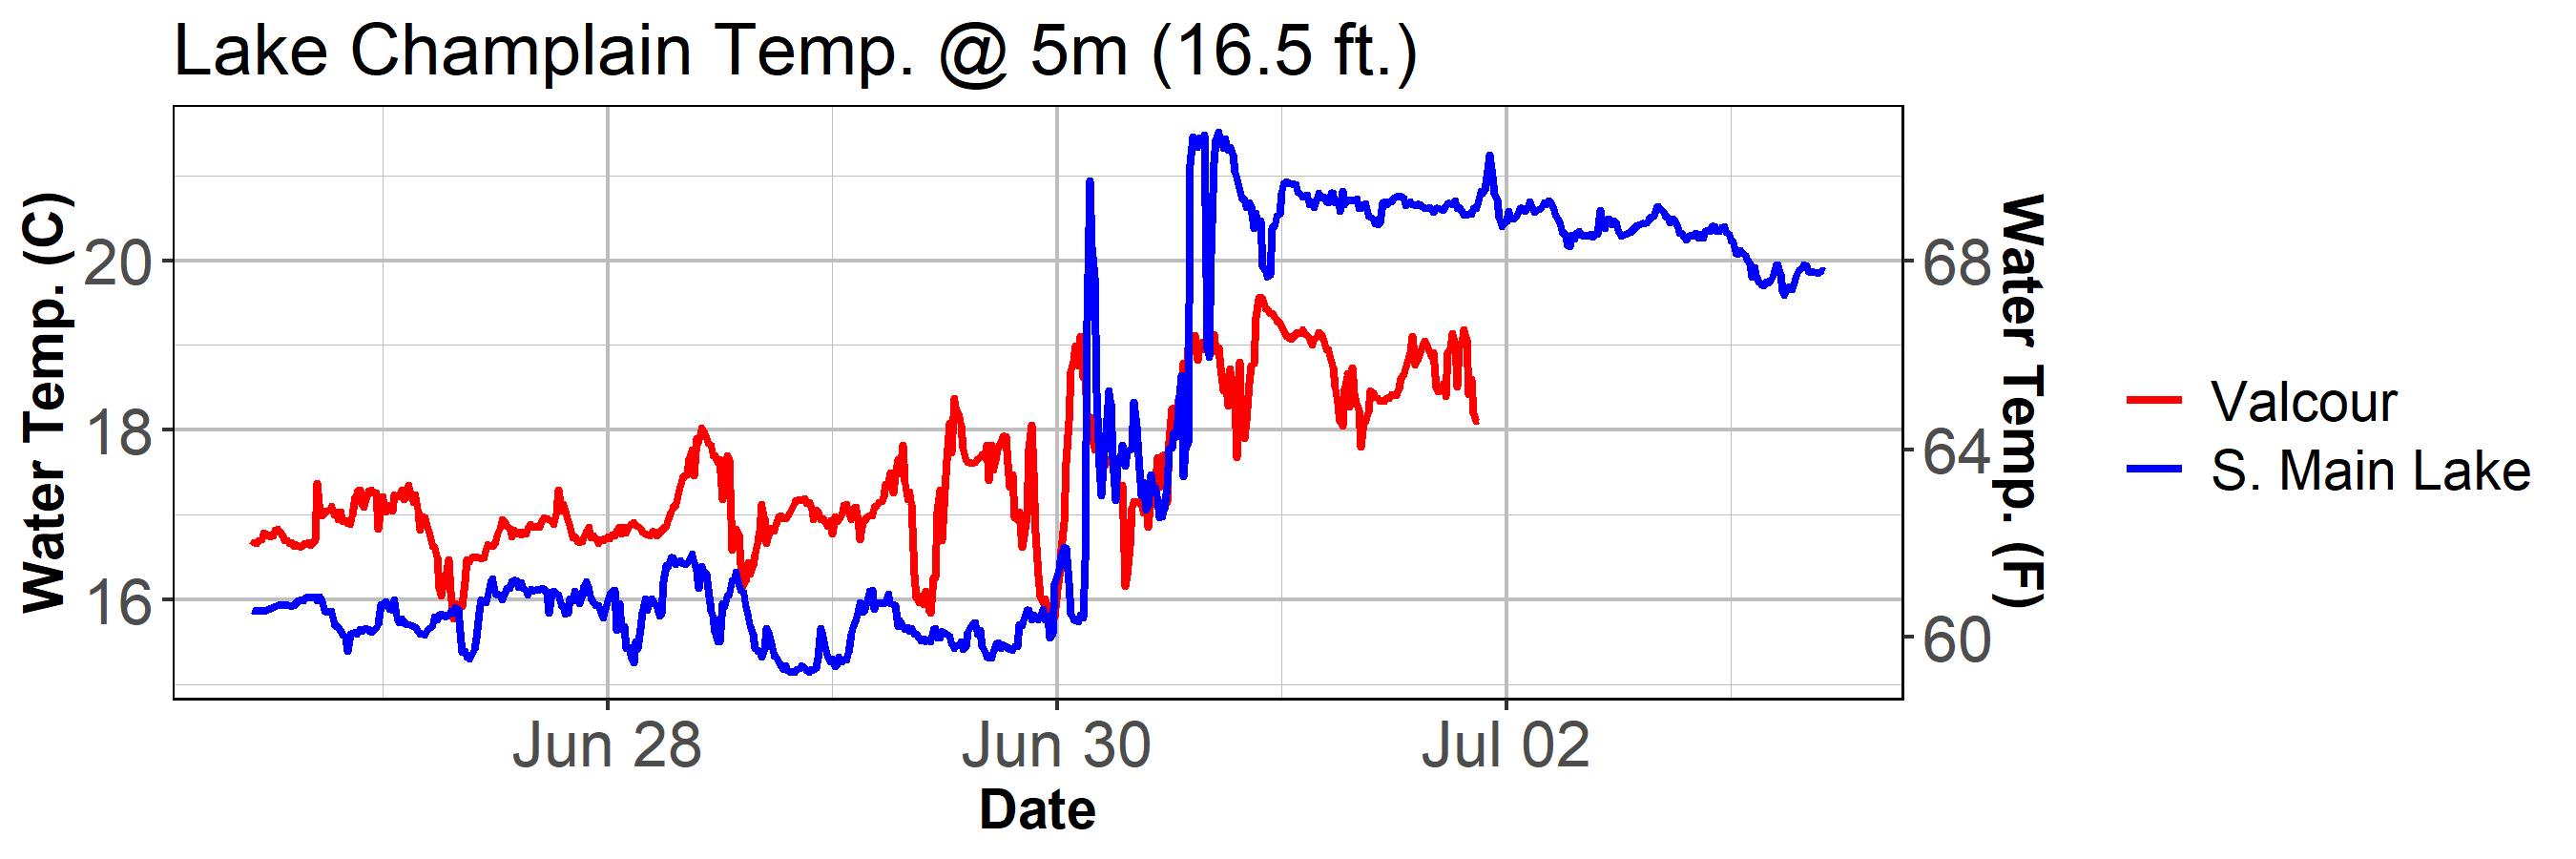 Lake Champlain Temp. @ 5m (16.5 ft.)
Water Temp. (C)
20
18
16
68
64
60
Water Temp. (F)
Jun 28
Jun 30
Jul 02
Date
Valcour
S. Main Lake